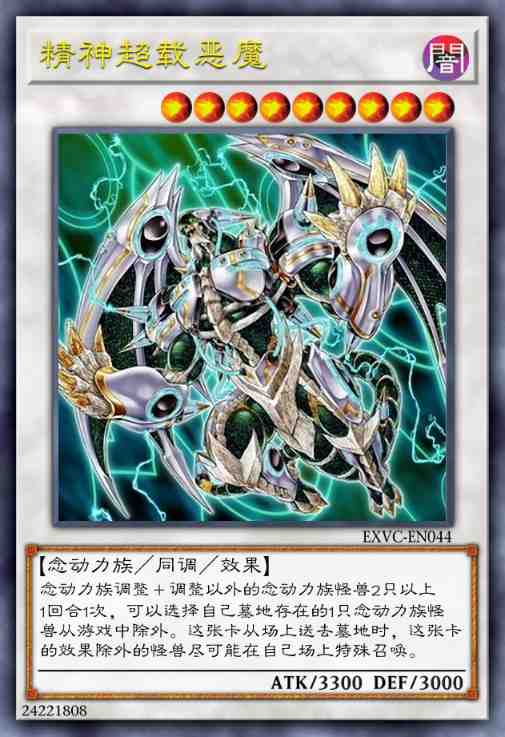 精神超载恶魔
闇
EXVC-EN044
【念动力族／同调／效果】
念动力族调整＋调整以外的念动力族怪兽2只以上
1回合1次，可以选择自己墓地存在的1只念动力族怪
兽从游戏中除外。这张卡从场上送去墓地时，这张卡
的效果除外的怪兽尽可能在自己场上特殊召唤。
ATK/3300 DEF/3000
24221808